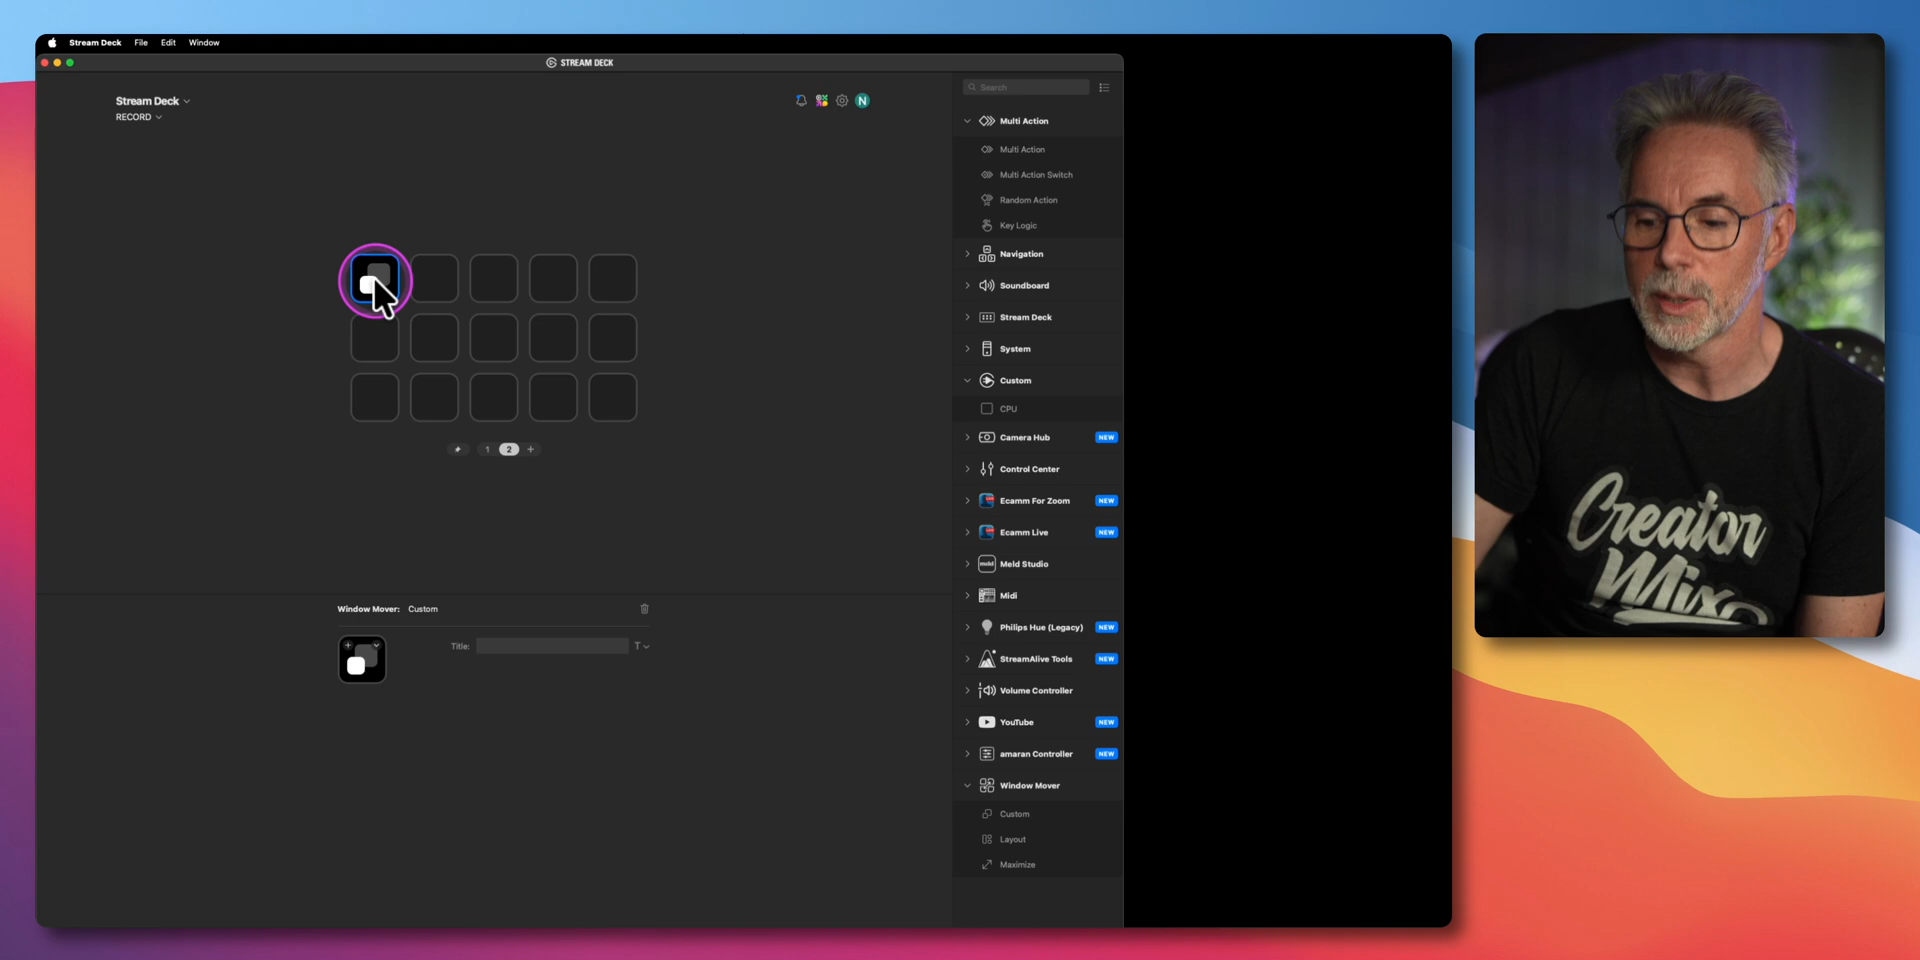 Stream Deck File Edit Window
STREAM DECK
Stream Deck
RECORD
N
Search
Multi Action
Multi Action
Multi Action Switch
Random Action
Key Logic
Navigation
Soundboard
Stream Deck
System
Custom
CPU
Camera Hub NEW
Control Center
Ecamm For Zoom NEW
Ecamm Live NEW
meld Meld Studio
Midi
Philips Hue (Legacy) NEW
StreamAlive Tools NEW
Volume Controller
YouTube NEW
amaran Controller NEW
Window Mover
Custom
Layout
Maximize
1 2 +
Window Mover: Custom
Title:
T
Creator
Mix